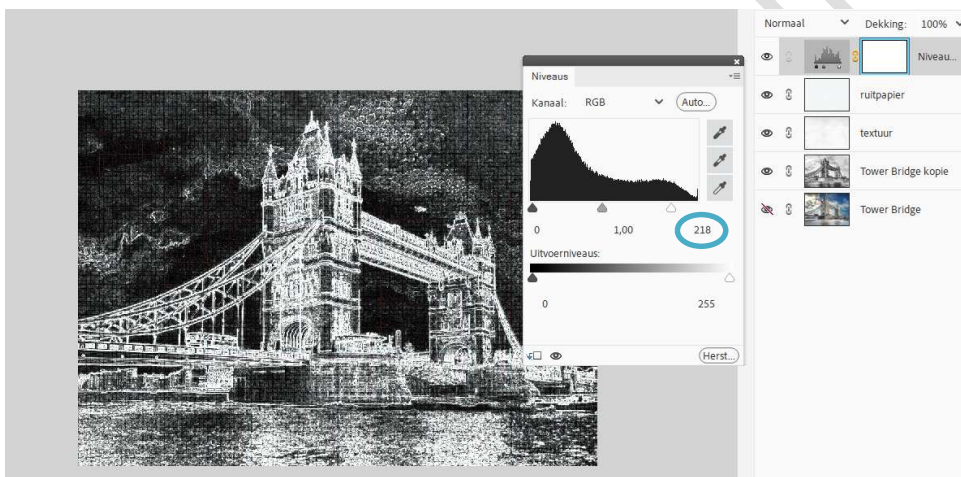 Normaal Dekking: 100%
Niveaus
Niveau...
Kanaal: RGB Auto...
ruitpapier
textuur
Tower Bridge kopie
Tower Bridge
0 1,00 218
Uitvoerniveaus:
0 255
Herst...